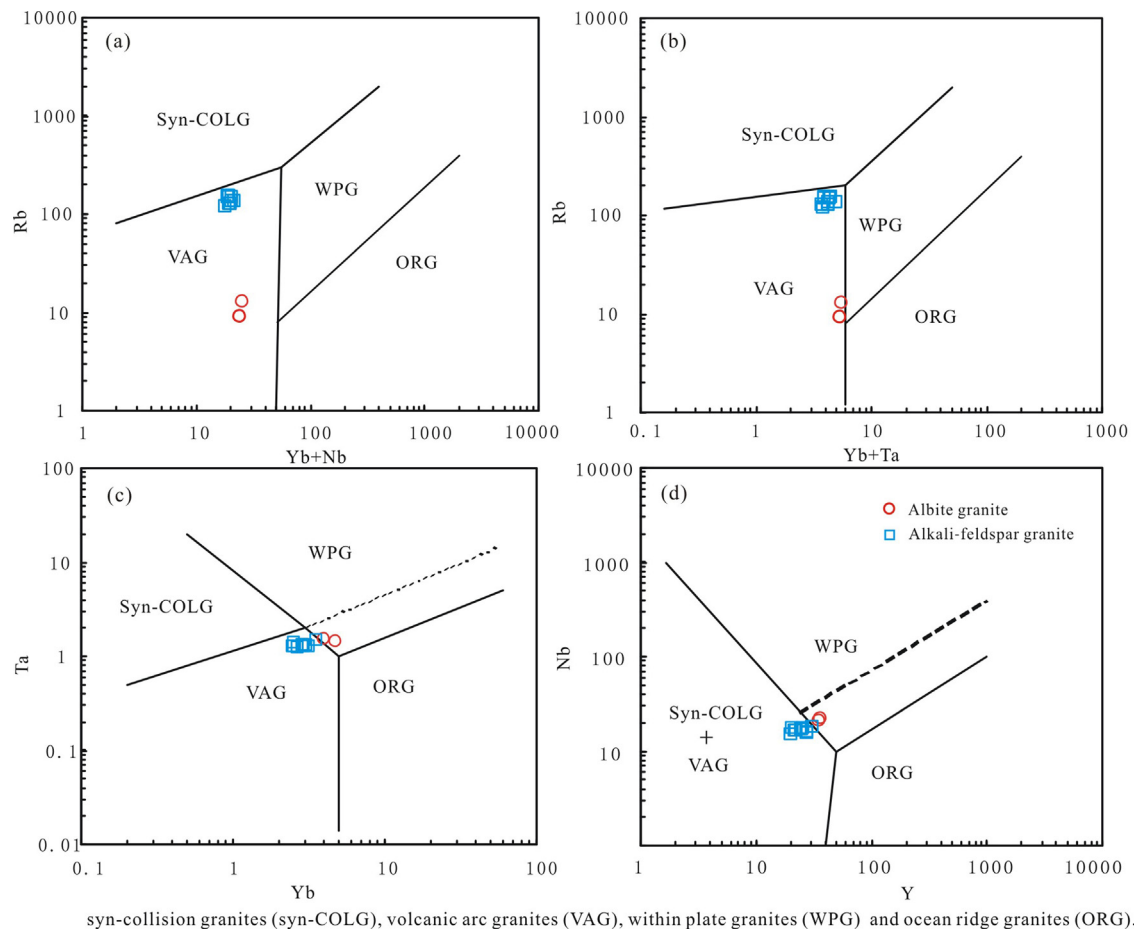 (a)
10000
1000
100
10
1
Rb
Syn-COLG
WPG
VAG
ORG
1 10 100 1000 10000
Yb+Nb
(b)
10000
1000
100
10
1
Rb
Syn-COLG
WPG
VAG
ORG
0.1 1 10 100 1000
Yb+Ta
(c)
100
10
1
0.1
0.01
Ta
WPG
Syn-COLG
VAG
ORG
0.1 1 10 100
Yb
(d)
10000
1000
100
10
Nb
Albite granite
Alkali-feldspar granite
WPG
Syn-COLG
+
VAG
ORG
1 10 100 1000 10000
Y
syn-collision granites (syn-COLG), volcanic arc granites (VAG), within plate granites (WPG) and ocean ridge granites (ORG).